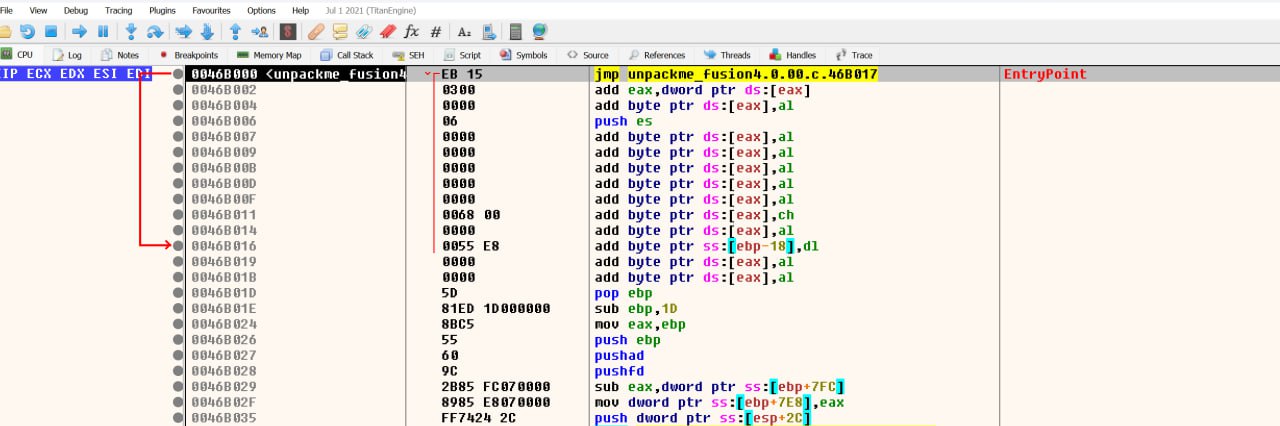 File View Debug Tracing Plugins Favourites Options Help Jul 1 2021 (TitanEngine)
fx # Az
CPU Log Notes Breakpoints Memory Map Call Stack SEH Script Symbols Source References Threads Handles Trace
IP ECX EDX ESI EDI 0046B000 <unpackme_fusion4 EB 15 jmp unpackme_fusion4.0.00.c.46B017 EntryPoint
0046B002 0300 add eax,dword ptr ds:[eax]
0046B004 0000 add byte ptr ds:[eax],al
0046B006 06 push es
0046B007 0000 add byte ptr ds:[eax],al
0046B009 0000 add byte ptr ds:[eax],al
0046B00B 0000 add byte ptr ds:[eax],al
0046B00D 0000 add byte ptr ds:[eax],al
0046B00F 0000 add byte ptr ds:[eax],al
0046B011 0068 00 add byte ptr ds:[eax],ch
0046B014 0000 add byte ptr ds:[eax],al
0046B016 0055 E8 add byte ptr ss:[ebp-18],dl
0046B019 0000 add byte ptr ds:[eax],al
0046B01B 0000 add byte ptr ds:[eax],al
0046B01D 5D pop ebp
0046B01E 81ED 1D000000 sub ebp,1D
0046B024 8BC5 mov eax,ebp
0046B026 55 push ebp
0046B027 60 pushad
0046B028 9C pushfd
0046B029 2B85 FC070000 sub eax,dword ptr ss:[ebp+7FC]
0046B02F 8985 E8070000 mov dword ptr ss:[ebp+7E8],eax
0046B035 FF7424 2C push dword ptr ss:[esp+2C]